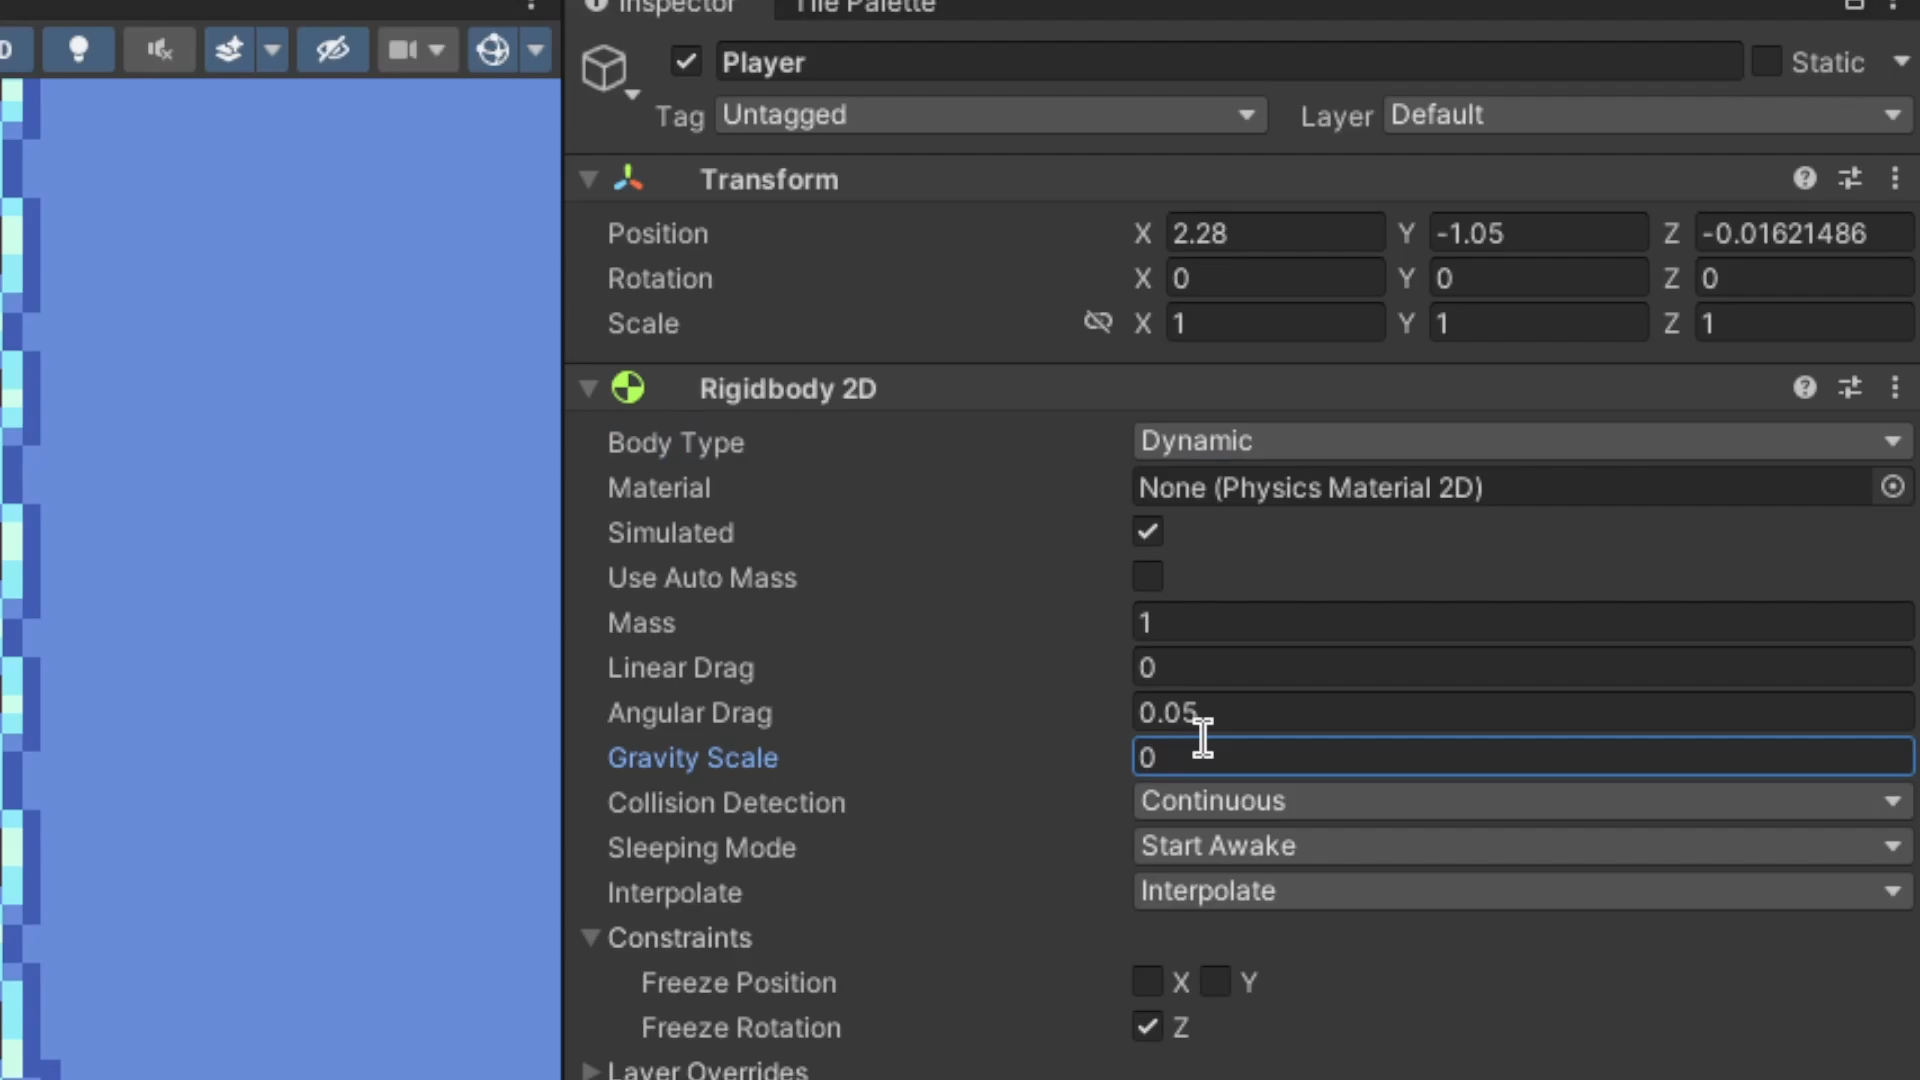 Inspector Tile Palette
D
Player Static
Tag Untagged Layer Default
Transform
Position X 2.28 Y -1.05 Z -0.01621486
Rotation X 0 Y 0 Z 0
Scale X 1 Y 1 Z 1
Rigidbody 2D
Body Type Dynamic
Material None (Physics Material 2D)
Simulated
Use Auto Mass
Mass 1
Linear Drag 0
Angular Drag 0.05
Gravity Scale 0
Collision Detection Continuous
Sleeping Mode Start Awake
Interpolate Interpolate
Constraints
Freeze Position X Y
Freeze Rotation Z
Layer Overrides